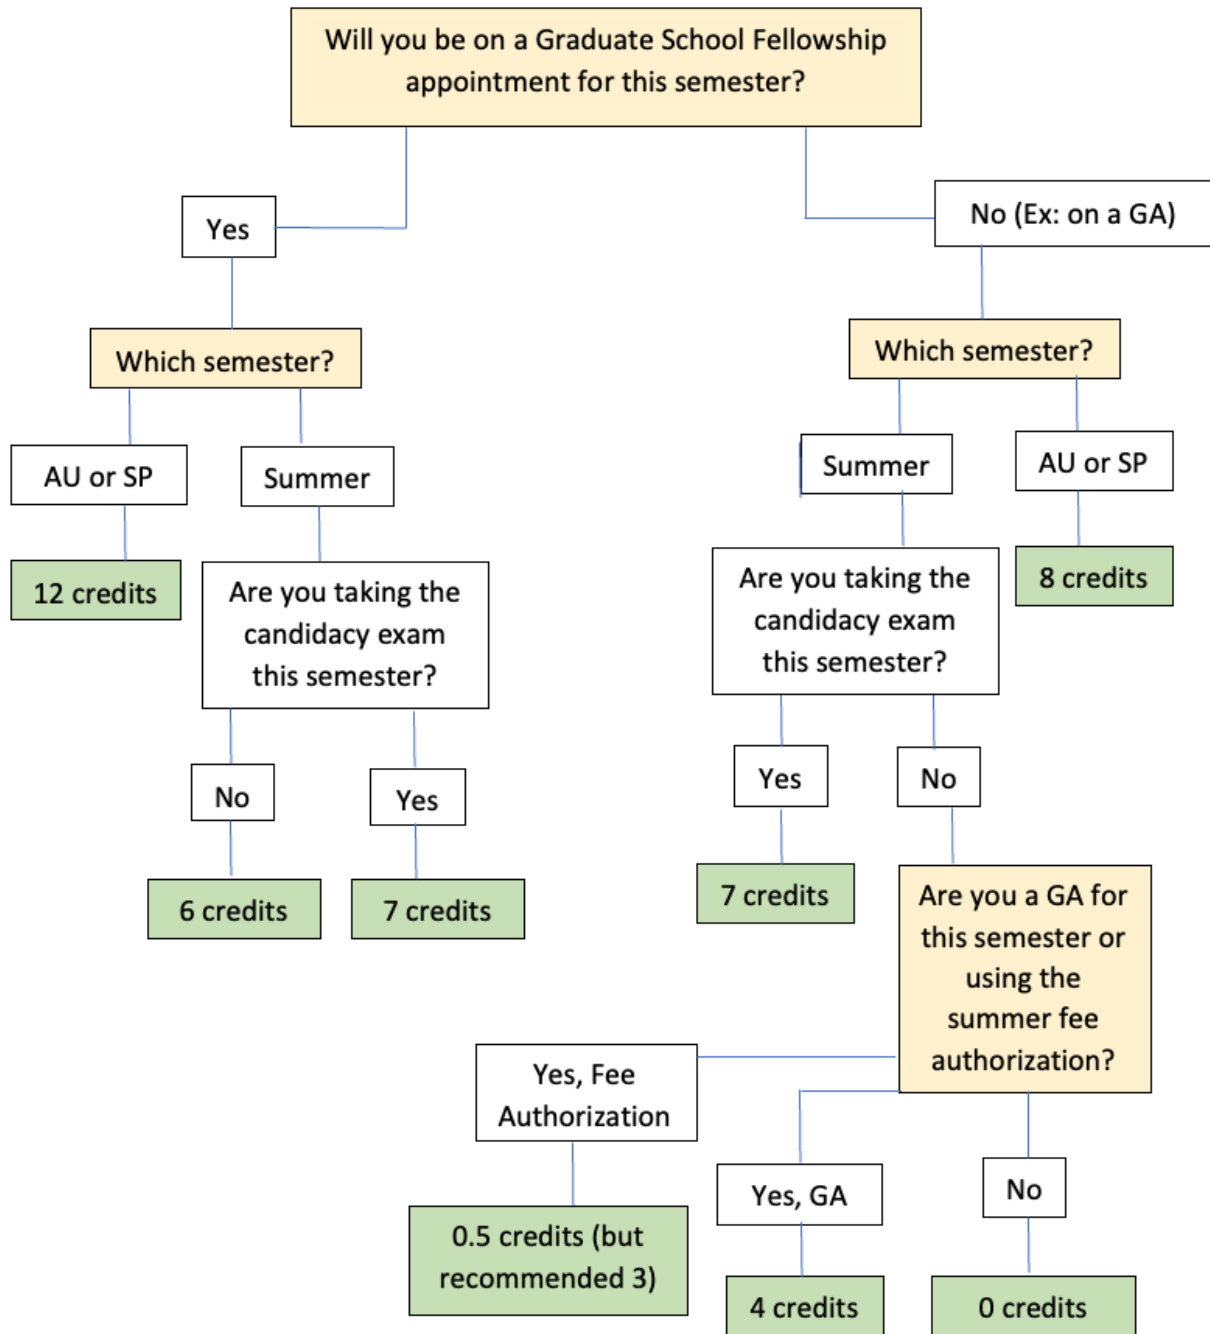 Will you be on a Graduate School Fellowship
appointment for this semester?
Yes
No (Ex: on a GA)
Which semester?
Which semester?
AU or SP
Summer
Summer
AU or SP
12 credits
Are you taking the
candidacy exam
this semester?
Are you taking the
candidacy exam
this semester?
8 credits
No
Yes
Yes
No
6 credits
7 credits
7 credits
Are you a GA for
this semester or
using the
summer fee
authorization?
Yes, Fee
Authorization
Yes, GA
No
0.5 credits (but
recommended 3)
4 credits
0 credits